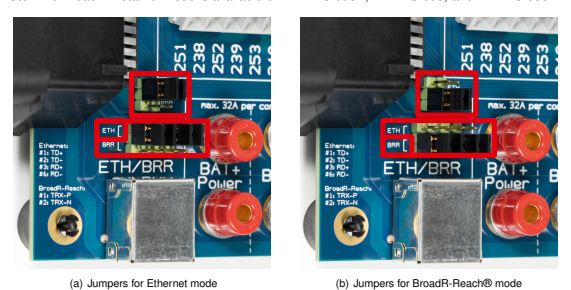 251
238
252
239
253
BRR
max. 32A per con
ETH
BRR
Ethernet:
#1: TD+
#2: TD-
#3: RD+
#6: RD-
BroadR-Reach:
#1: TRX-P
#2: TRX-N
ETH/BRR
BAT+
Power
251
238
252
239
253
ETH
max. 32A per co
ETH
BRR
Ethernet:
#1: TD+
#2: TD-
#3: RD+
#6: RD-
BroadR-Reach:
#1: TRX-P
#2: TRX-N
ETH/BRR
BAT+
Power
(a) Jumpers for Ethernet mode
(b) Jumpers for BroadR-Reach® mode